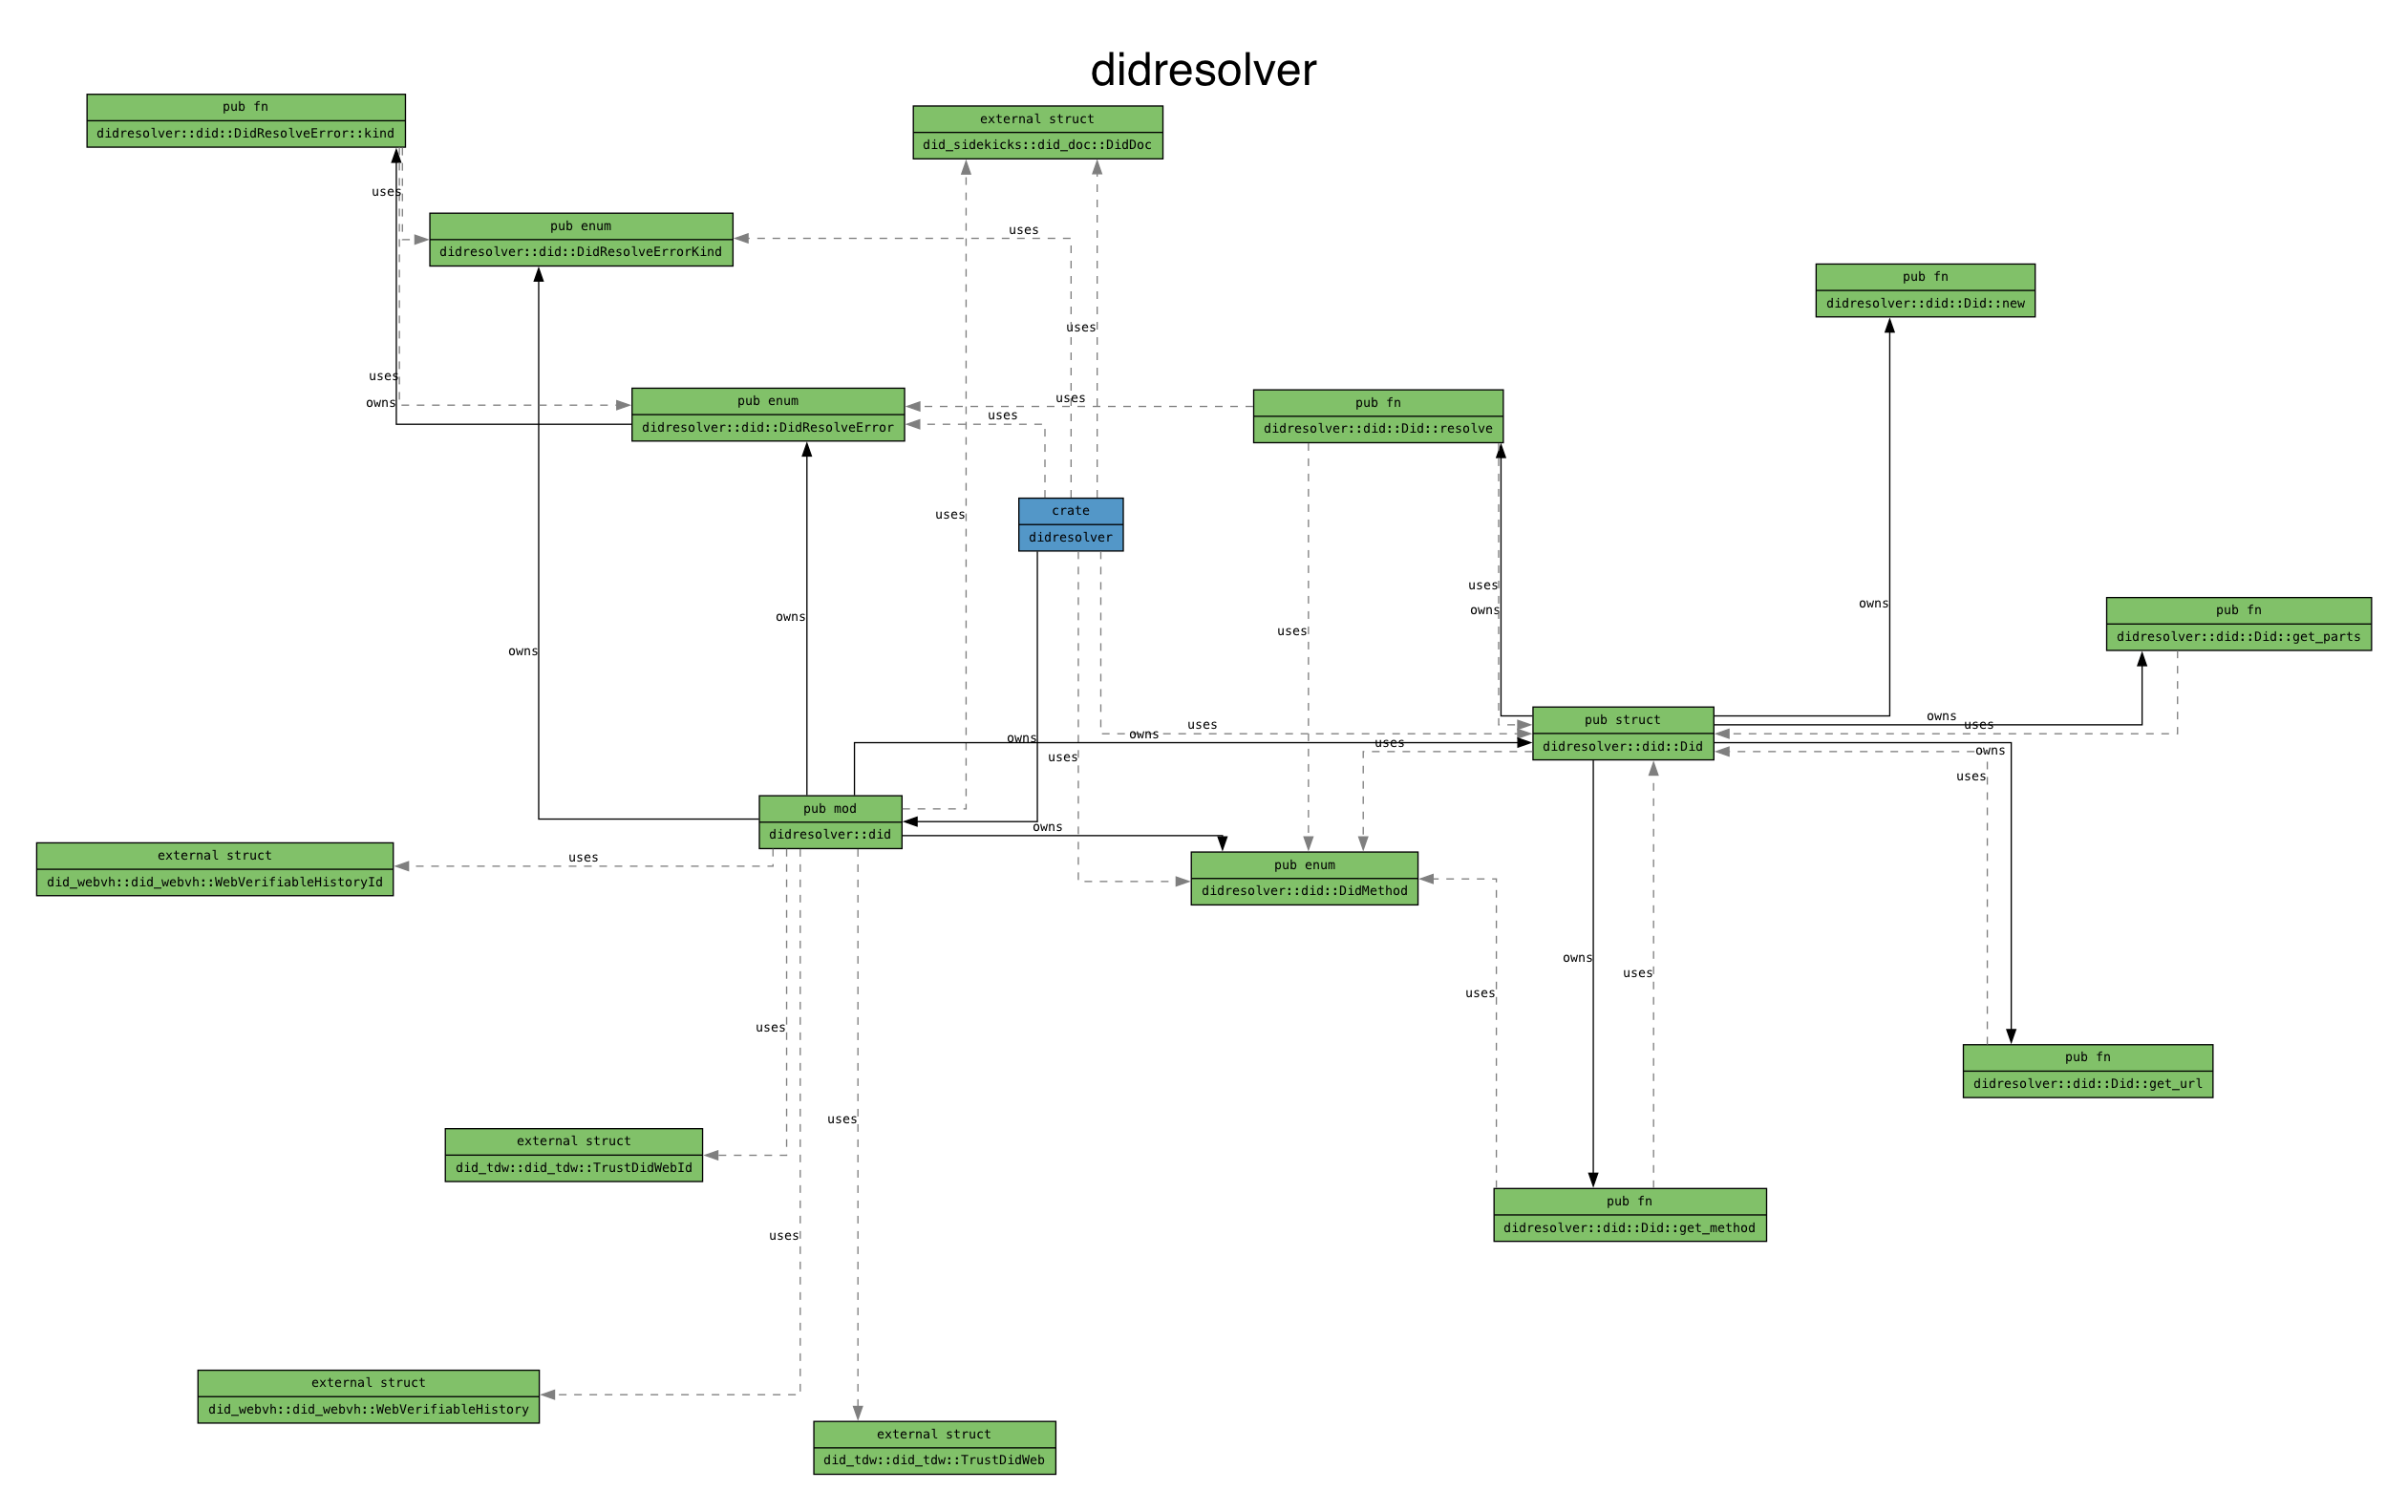 didresolver
pub fn
didresolver::did::DidResolveError::kind
external struct
did_sidekicks::did_doc::DidDoc
uses
pub enum
didresolver::did::DidResolveErrorKind
uses
pub fn
didresolver::did::Did::new
uses
uses
owns
pub enum
didresolver::did::DidResolveError
uses
uses
pub fn
didresolver::did::Did::resolve
uses
crate
didresolver
uses
owns
owns
owns
uses
owns
pub fn
didresolver::did::Did::get_parts
owns
uses
owns
uses
owns
uses
pub struct
didresolver::did::Did
owns
uses
owns
uses
pub mod
didresolver::did
owns
external struct
did_webvh::did_webvh::WebVerifiableHistoryId
uses
pub enum
didresolver::did::DidMethod
owns
uses
uses
uses
pub fn
didresolver::did::Did::get_url
uses
external struct
did_tdw::did_tdw::TrustDidWebId
pub fn
didresolver::did::Did::get_method
uses
external struct
did_webvh::did_webvh::WebVerifiableHistory
external struct
did_tdw::did_tdw::TrustDidWeb